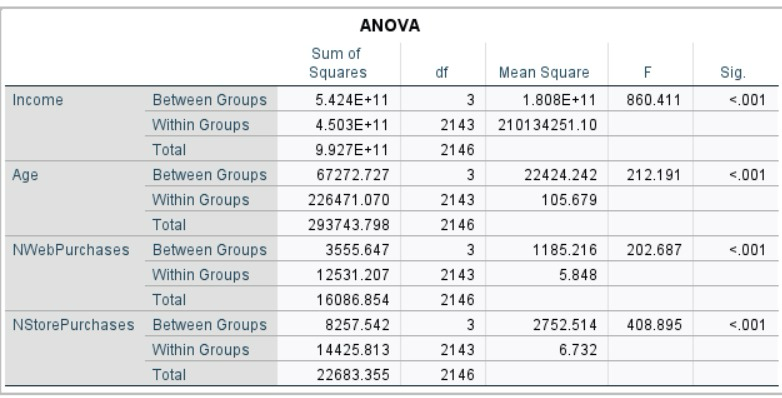 ANOVA
Sum of Squares df Mean Square F Sig.
Income Between Groups 5.424E+11 3 1.808E+11 860.411 <.001
Within Groups 4.503E+11 2143 210134251.10
Total 9.927E+11 2146
Age Between Groups 67272.727 3 22424.242 212.191 <.001
Within Groups 226471.070 2143 105.679
Total 293743.798 2146
NWebPurchases Between Groups 3555.647 3 1185.216 202.687 <.001
Within Groups 12531.207 2143 5.848
Total 16086.854 2146
NStorePurchases Between Groups 8257.542 3 2752.514 408.895 <.001
Within Groups 14425.813 2143 6.732
Total 22683.355 2146